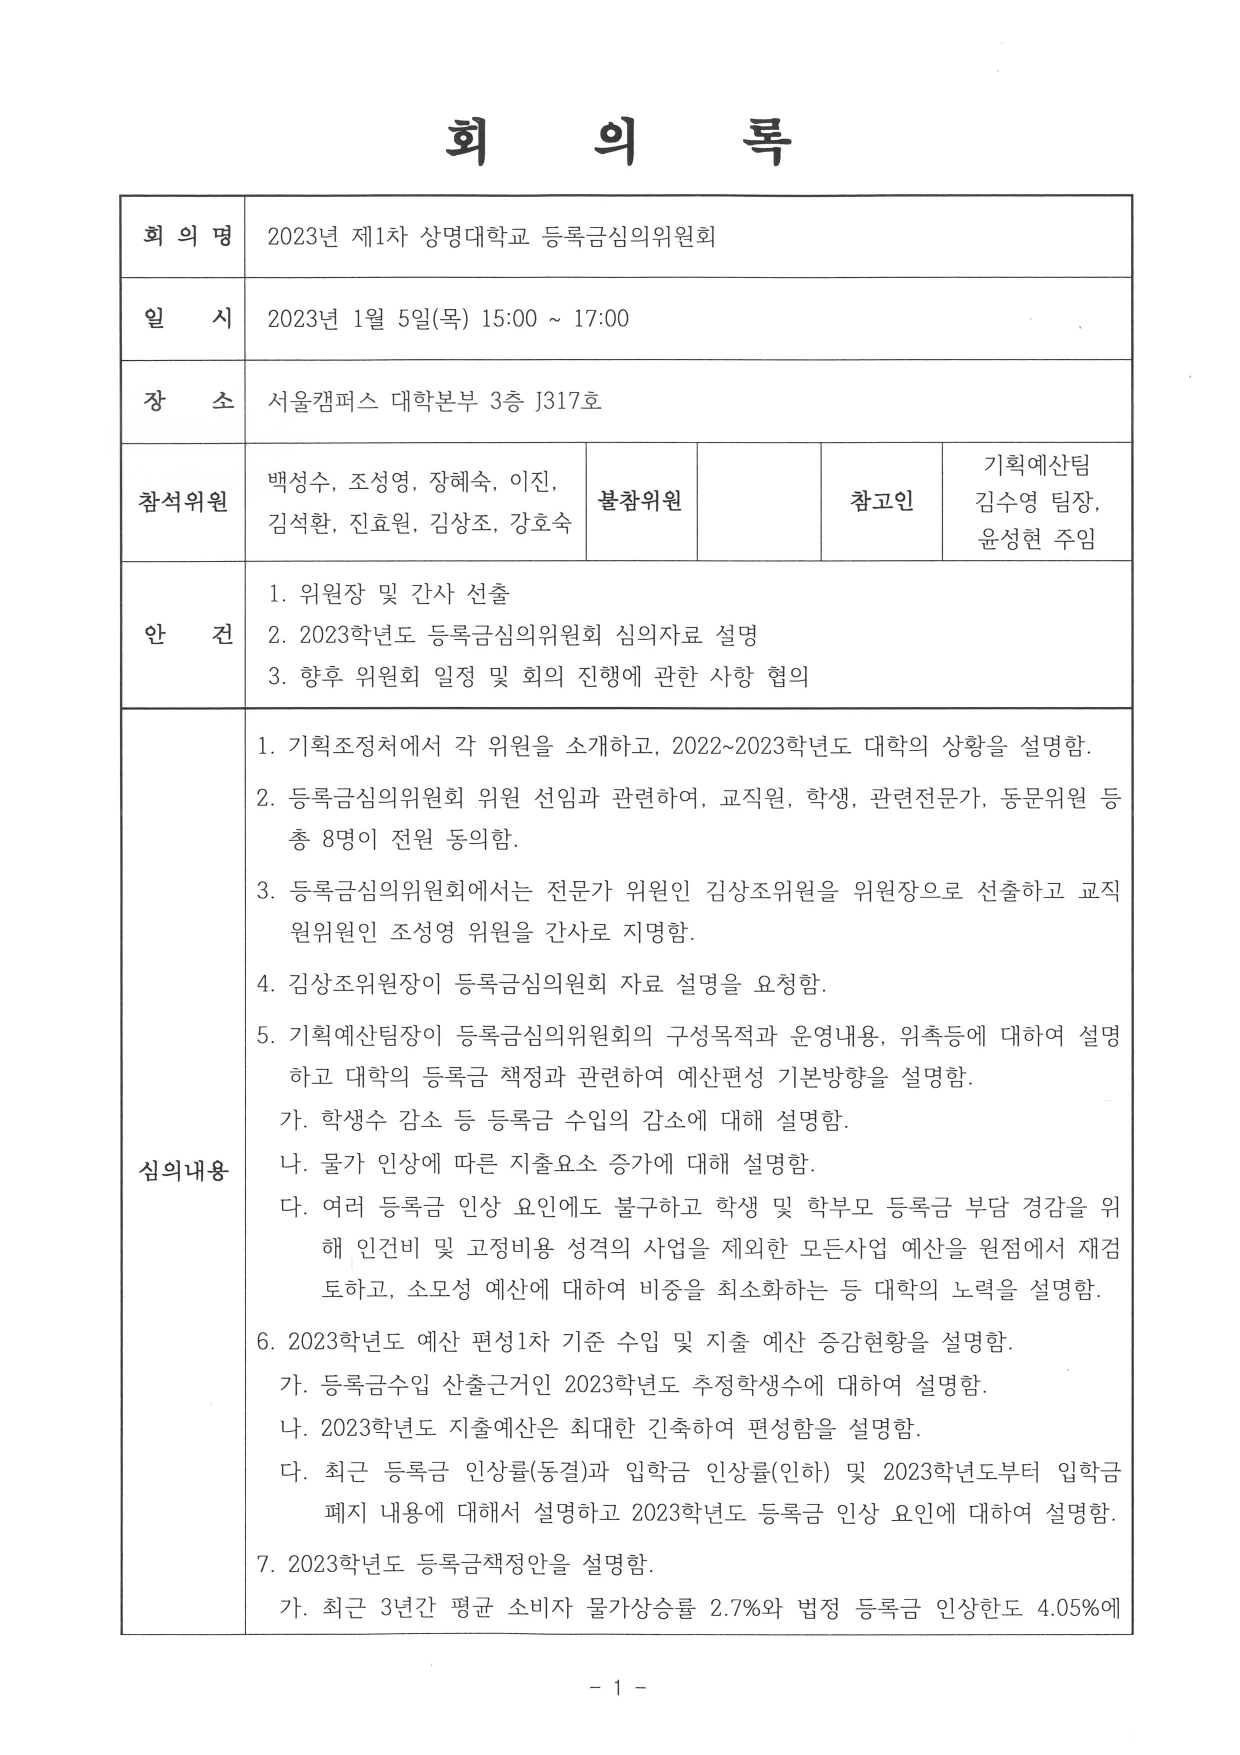 회 의 록
회 의 명 2023년 제1차 상명대학교 등록금심의위원회
일 시 2023년 1월 5일(목) 15:00 ~ 17:00
장 소 서울캠퍼스 대학본부 3층 J317호
참석위원 백성수, 조성영, 장혜숙, 이진,
김석환, 진효원, 김상조, 강호숙
불참위원
참고인
기획예산팀
김수영 팀장,
윤성현 주임
안 건
1. 위원장 및 간사 선출
2. 2023학년도 등록금심의위원회 심의자료 설명
3. 향후 위원회 일정 및 회의 진행에 관한 사항 협의
심의내용
1. 기획조정처에서 각 위원을 소개하고, 2022~2023학년도 대학의 상황을 설명함.
2. 등록금심의위원회 위원 선임과 관련하여, 교직원, 학생, 관련전문가, 동문위원 등
총 8명이 전원 동의함.
3. 등록금심의위원회에서는 전문가 위원인 김상조위원을 위원장으로 선출하고 교직
원위원인 조성영 위원을 간사로 지명함.
4. 김상조위원장이 등록금심의원회 자료 설명을 요청함.
5. 기획예산팀장이 등록금심의위원회의 구성목적과 운영내용, 위촉등에 대하여 설명
하고 대학의 등록금 책정과 관련하여 예산편성 기본방향을 설명함.
가. 학생수 감소 등 등록금 수입의 감소에 대해 설명함.
나. 물가 인상에 따른 지출요소 증가에 대해 설명함.
다. 여러 등록금 인상 요인에도 불구하고 학생 및 학부모 등록금 부담 경감을 위
해 인건비 및 고정비용 성격의 사업을 제외한 모든사업 예산을 원점에서 재검
토하고, 소모성 예산에 대하여 비중을 최소화하는 등 대학의 노력을 설명함.
6. 2023학년도 예산 편성1차 기준 수입 및 지출 예산 증감현황을 설명함.
가. 등록금수입 산출근거인 2023학년도 추정학생수에 대하여 설명함.
나. 2023학년도 지출예산은 최대한 긴축하여 편성함을 설명함.
다. 최근 등록금 인상률(동결)과 입학금 인상률(인하) 및 2023학년도부터 입학금
폐지 내용에 대해서 설명하고 2023학년도 등록금 인상 요인에 대하여 설명함.
7. 2023학년도 등록금책정안을 설명함.
가. 최근 3년간 평균 소비자 물가상승률 2.7%와 법정 등록금 인상한도 4.05%에
- 1 -